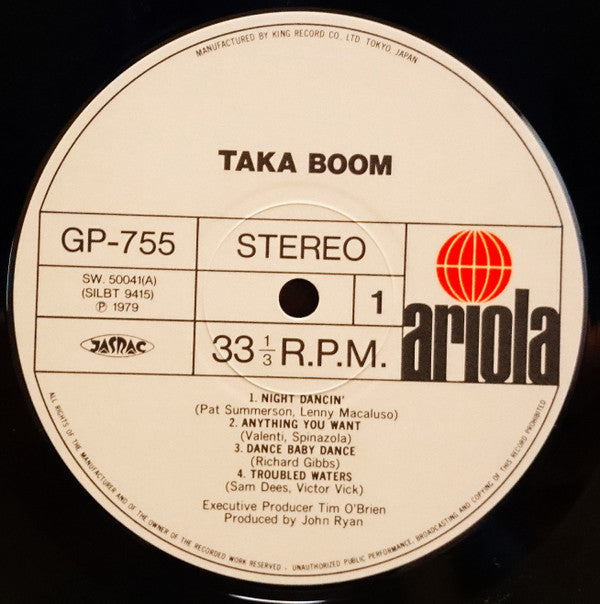 MANUFACTURED BY KING RECORD CO., LTD. TOKYO, JAPAN
TAKA BOOM
GP-755
STEREO
SW. 50041(A)
(SILBT 9415)
Ⓟ 1979
1
ariola
JASRAC
33 1/3 R.P.M.
1. NIGHT DANCIN'
(Pat Summerson, Lenny Macaluso)
2. ANYTHING YOU WANT
(Valenti, Spinazola)
3. DANCE BABY DANCE
(Richard Gibbs)
4. TROUBLED WATERS
(Sam Dees, Victor Vick)
Executive Producer Tim O'Brien
Produced by John Ryan
ALL RIGHTS OF THE MANUFACTURER AND OF THE OWNER OF THE RECORDED WORK RESERVED · UNAUTHORIZED PUBLIC PERFORMANCE, BROADCASTING AND COPYING OF THIS RECORD PROHIBITED